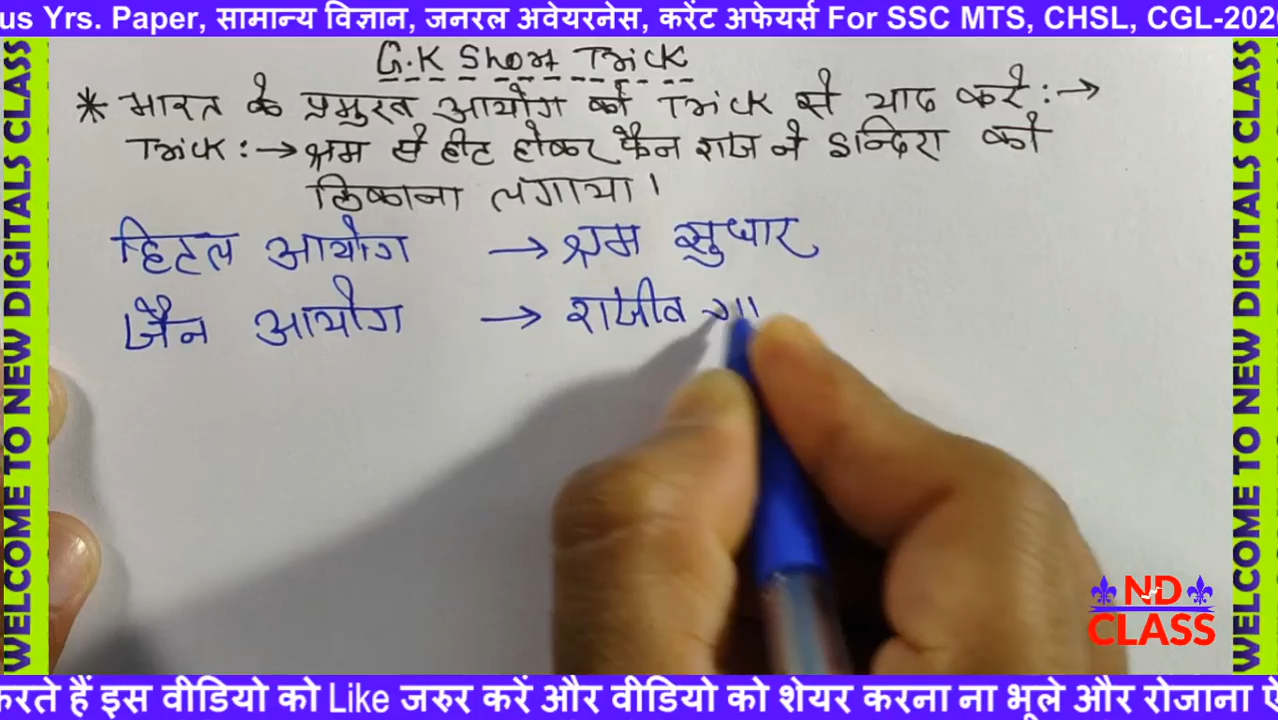 us Yrs. Paper, सामान्य विज्ञान, जनरल अवेयरनेस, करेंट अफेयर्स For SSC MTS, CHSL, CGL-202
G.K Short Trick
* भारत के प्रमुख आयोग को Trick से याद करे :→
Trick :→ श्रम से हीट होकर जैन राज ने इन्दिरा को
ठिकाना लगाया।
हिटल आयोग → श्रम सुधार
जैन आयोग → राजीव गा
WELCOME TO NEW DIGITALS CLASS
WELCOME TO NEW DIGITALS CLASS
ND
CLASS
करते हैं इस वीडियो को Like जरुर करें और वीडियो को शेयर करना ना भूले और रोजाना ऐ